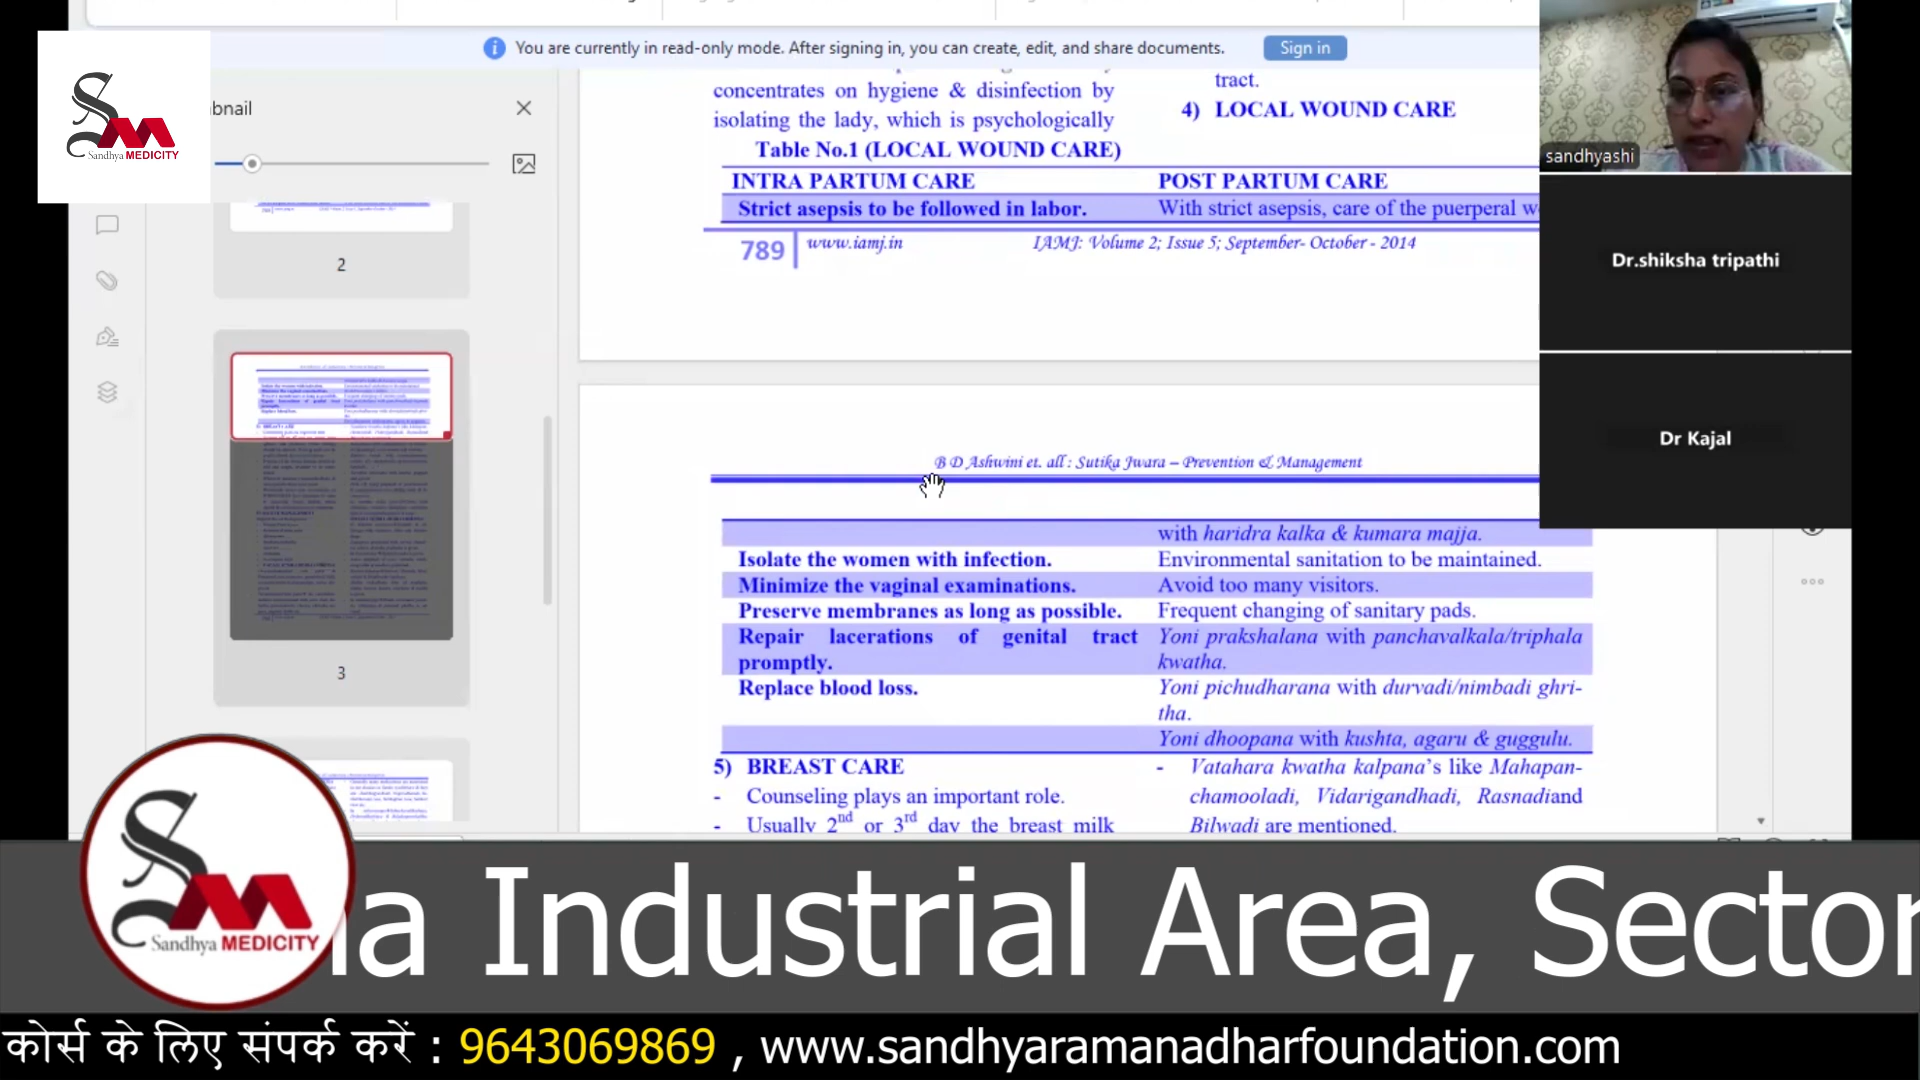 You are currently in read-only mode. After signing in, you can create, edit, and share documents.
Sign in
bnail
Sandhya MEDICITY
2
3
concentrates on hygiene & disinfection by
isolating the lady, which is psychologically
tract.
4) LOCAL WOUND CARE
Table No.1 (LOCAL WOUND CARE)
INTRA PARTUM CARE POST PARTUM CARE
Strict asepsis to be followed in labor. With strict asepsis, care of the puerperal w
789 www.iamj.in IAMJ: Volume 2; Issue 5; September- October - 2014
B D Ashwini et. all : Sutika Jwara – Prevention & Management
with haridra kalka & kumara majja.
Isolate the women with infection. Environmental sanitation to be maintained.
Minimize the vaginal examinations. Avoid too many visitors.
Preserve membranes as long as possible. Frequent changing of sanitary pads.
Repair lacerations of genital tract Yoni prakshalana with panchavalkala/triphala
promptly. kwatha.
Replace blood loss. Yoni pichudharana with durvadi/nimbadi ghri-
tha.
Yoni dhoopana with kushta, agaru & guggulu.
5) BREAST CARE
- Counseling plays an important role.
- Usually 2nd or 3rd day the breast milk
- Vatahara kwatha kalpana's like Mahapan-
chamooladi, Vidarigandhadi, Rasnadiand
Bilwadi are mentioned.
sandhyashi
Dr.shiksha tripathi
Dr Kajal
Sandhya MEDICITY
la Industrial Area, Sector
कोर्स के लिए संपर्क करें : 9643069869 , www.sandhyaramanadharfoundation.com